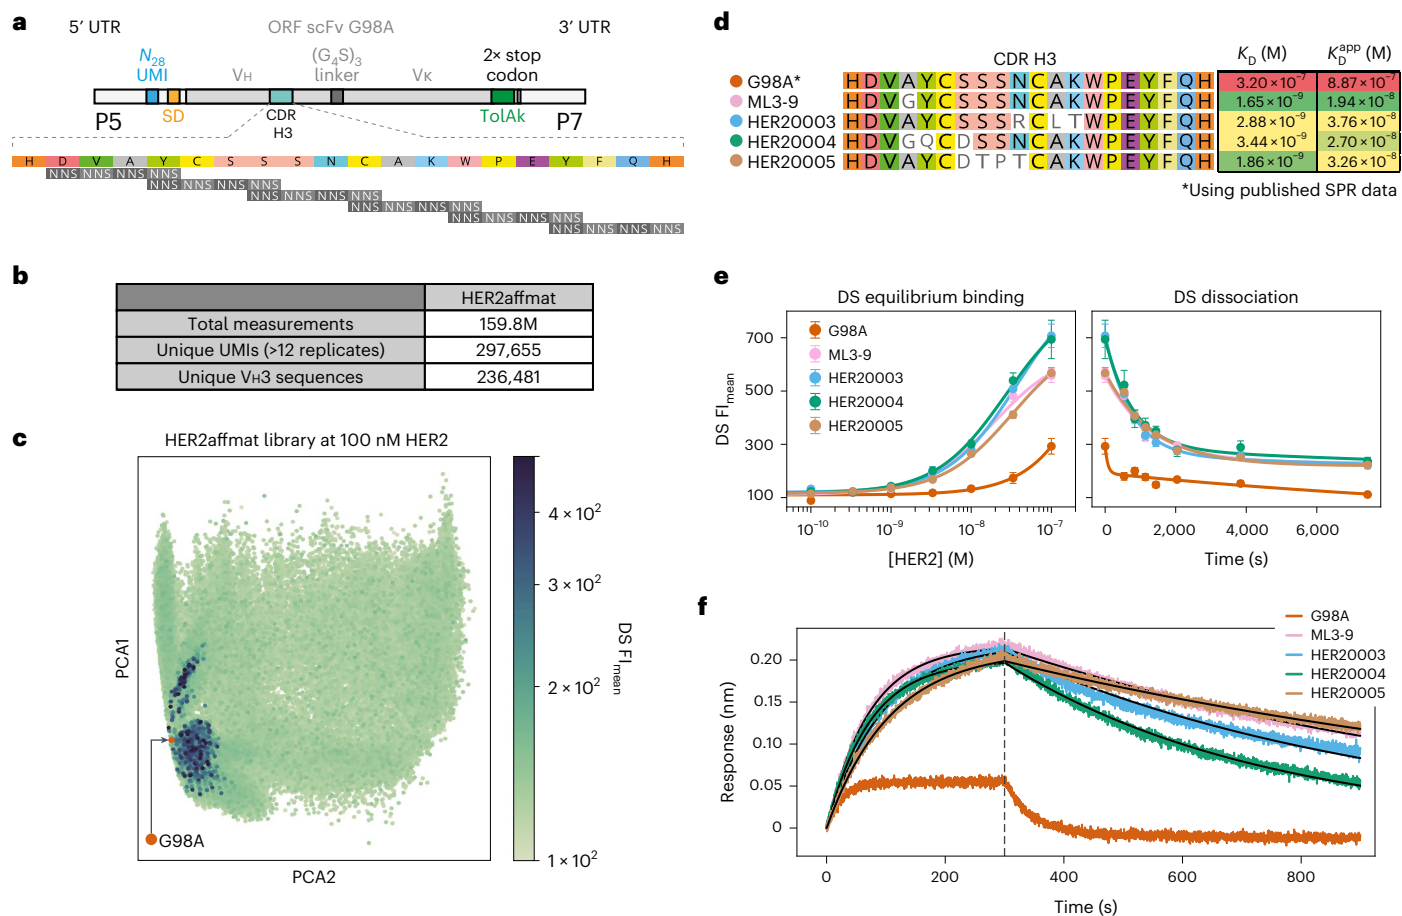 a
5′ UTR
ORF scFv G98A
3′ UTR
N28
UMI
VH
(G4S)3
linker
Vκ
2× stop
codon
P5
SD
CDR
H3
TolAk
P7
H D V A Y C S S S N C A K W P E Y F Q H
NNS NNS NNS NNS
NNS NNS NNS NNS
NNS NNS NNS NNS
NNS NNS NNS NNS
NNS NNS NNS NNS
NNS NNS NNS NNS
b
HER2affmat
Total measurements 159.8M
Unique UMIs (>12 replicates) 297,655
Unique VH3 sequences 236,481
c
HER2affmat library at 100 nM HER2
PCA1
PCA2
G98A
4 × 10²
3 × 10²
2 × 10²
1 × 10²
DS FImean
d
CDR H3
KD (M) KDapp (M)
G98A* H D V A Y C S S S N C A K W P E Y F Q H 3.20 × 10⁻⁷ 8.87 × 10⁻⁷
ML3-9 H D V G Y C S S S N C A K W P E Y F Q H 1.65 × 10⁻⁹ 1.94 × 10⁻⁸
HER20003 H D V A Y C S S S R C L T W P E Y F Q H 2.88 × 10⁻⁹ 3.76 × 10⁻⁸
HER20004 H D V G Q C D S S N C A K W P E Y F Q H 3.44 × 10⁻⁹ 2.70 × 10⁻⁸
HER20005 H D V A Y C D T P T C A K W P E Y F Q H 1.86 × 10⁻⁹ 3.26 × 10⁻⁸
*Using published SPR data
e
DS equilibrium binding
DS dissociation
DS FImean
700
500
300
100
G98A
ML3-9
HER20003
HER20004
HER20005
10⁻¹⁰ 10⁻⁹ 10⁻⁸ 10⁻⁷
[HER2] (M)
0 2,000 4,000 6,000
Time (s)
f
G98A
ML3-9
HER20003
HER20004
HER20005
Response (nm)
0.20
0.15
0.10
0.05
0
0 200 400 600 800
Time (s)